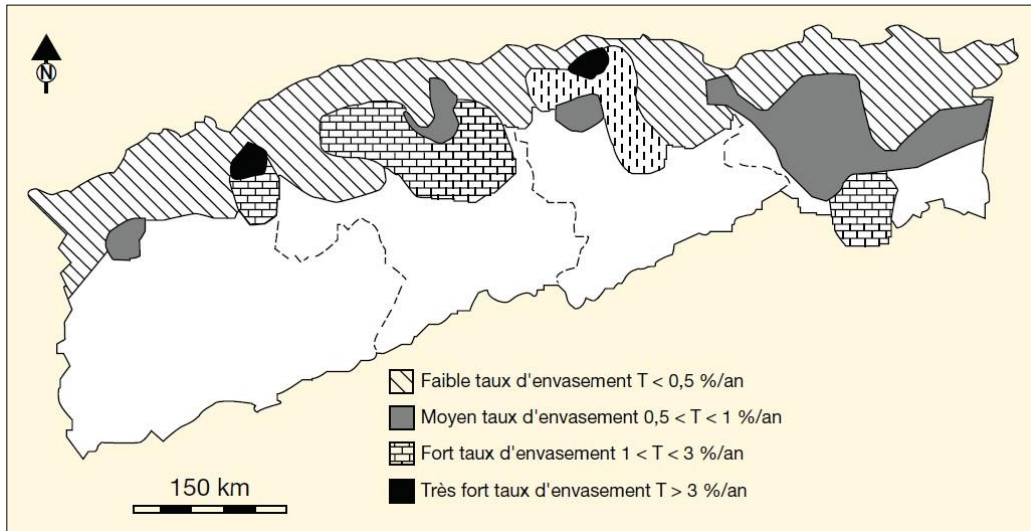 N
Faible taux d'envasement T < 0,5 %/an
Moyen taux d'envasement 0,5 < T < 1 %/an
Fort taux d'envasement 1 < T < 3 %/an
Très fort taux d'envasement T > 3 %/an
150 km